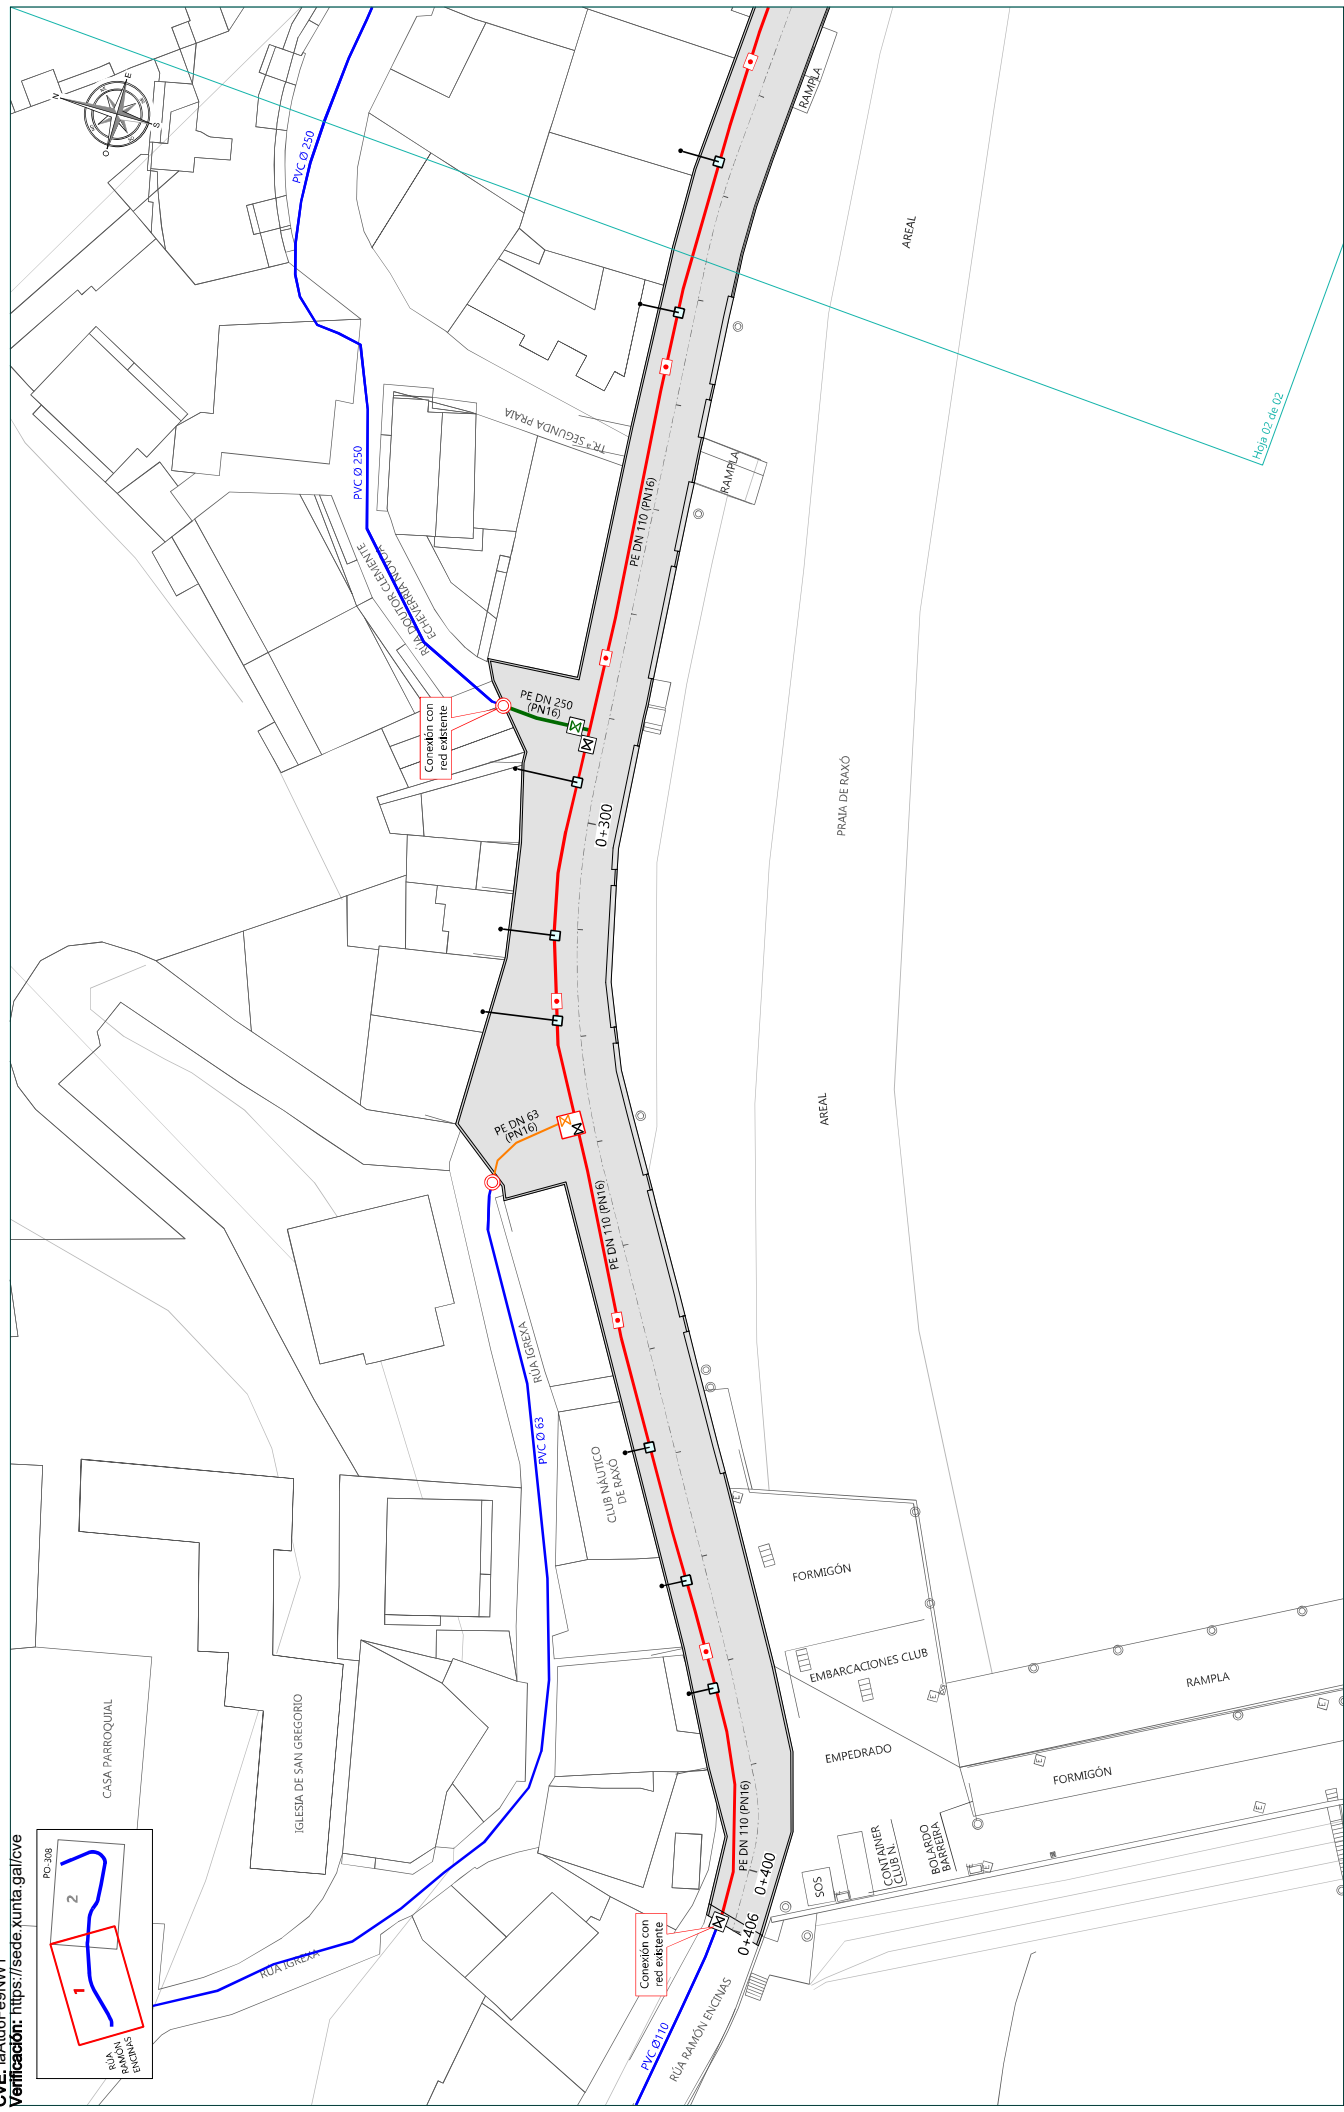 RAMPLA
N
E
S
O
PVC Ø 250
AREAL
TR.ª SEGUNDA PRAIA
Hoja 02 de 02
PVC Ø 250
RAMPLA
PE DN 110 (PN16)
RÚA DOUTOR CLEMENTE
ECHEVERRÍA NOVOA
PE DN 250
(PN16)
Conexión con
red existente
0+300
PRAIA DE RAXÓ
AREAL
PE DN 63
(PN16)
PE DN 110 (PN16)
RÚA IGREXA
PVC Ø 63
CLUB NÁUTICO
DE RAXÓ
FORMIGÓN
EMBARCACIONES CLUB
RAMPLA
EMPEDRADO
FORMIGÓN
CASA PARROQUIAL
IGLESIA DE SAN GREGORIO
PE DN 110 (PN16)
0+400
SOS
CONTAINER
CLUB N.
BOLARDO
BARREIRA
E
E
E
E
E
E
0+406
Conexión con
red existente
RÚA IGREXA
PVC Ø110
RÚA RAMÓN ENCINAS
PO-308
2
1
RÚA
RAMÓN
ENCINAS
Verificación: https://sede.xunta.gal/cve